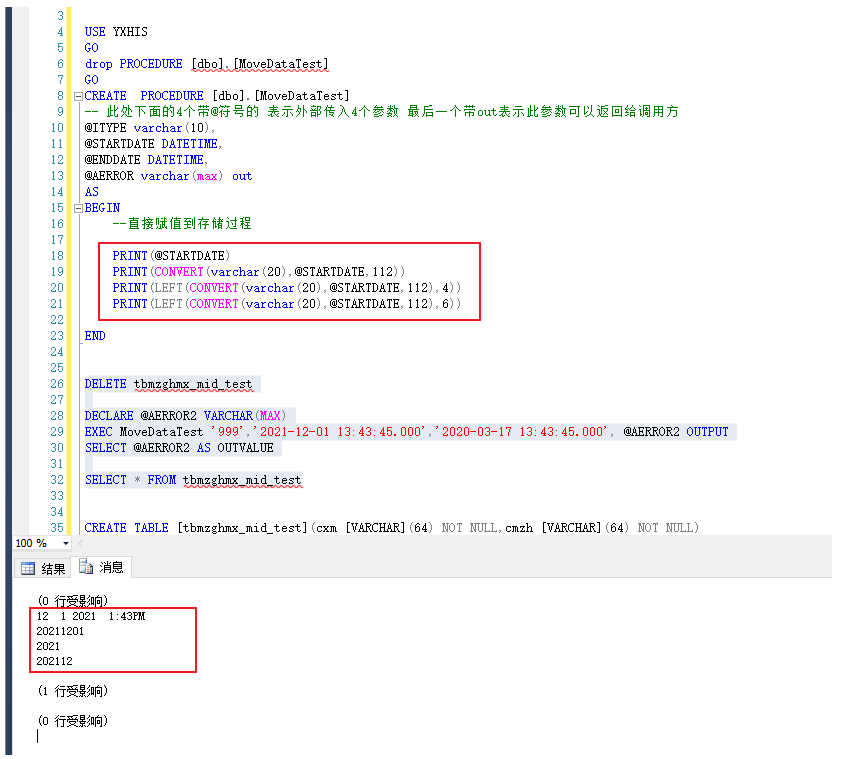 3
4 USE YXHIS
5 GO
6 drop PROCEDURE [dbo].[MoveDataTest]
7 GO
8 CREATE  PROCEDURE [dbo].[MoveDataTest]
9 -- 此处下面的4个带@符号的 表示外部传入4个参数 最后一个带out表示此参数可以返回给调用方
10 @ITYPE varchar(10),
11 @STARTDATE DATETIME,
12 @ENDDATE DATETIME,
13 @AERROR varchar(max) out
14 AS
15 BEGIN
16 --直接赋值到存储过程
17
18 PRINT(@STARTDATE)
19 PRINT(CONVERT(varchar(20),@STARTDATE,112))
20 PRINT(LEFT(CONVERT(varchar(20),@STARTDATE,112),4))
21 PRINT(LEFT(CONVERT(varchar(20),@STARTDATE,112),6))
22
23 END
24
25
26 DELETE tbmzghmx_mid_test
27
28 DECLARE @AERROR2 VARCHAR(MAX)
29 EXEC MoveDataTest '999','2021-12-01 13:43:45.000','2020-03-17 13:43:45.000', @AERROR2 OUTPUT
30 SELECT @AERROR2 AS OUTVALUE
31
32 SELECT * FROM tbmzghmx_mid_test
33
34
35 CREATE TABLE [tbmzghmx_mid_test](cxm [VARCHAR](64) NOT NULL,cmzh [VARCHAR](64) NOT NULL)
100 %
结果 消息
(0 行受影响)
12  1 2021  1:43PM
20211201
2021
202112
(1 行受影响)
(0 行受影响)